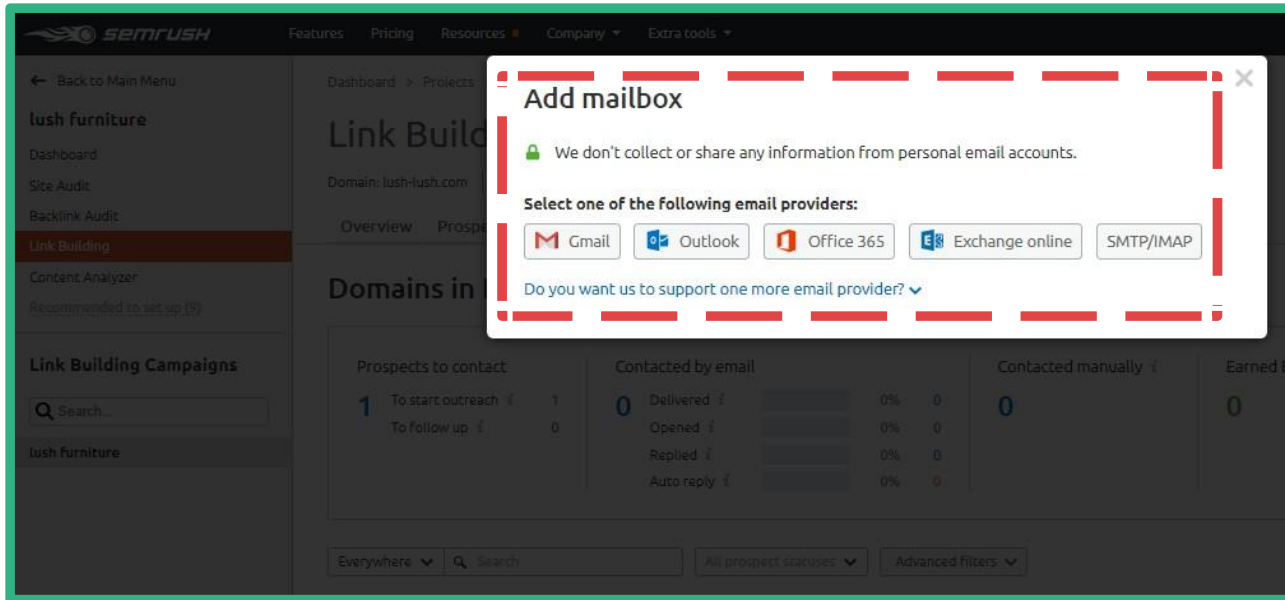 semrush
Features Pricing Resources Company Extra tools
← Back to Main Menu
lush furniture
Dashboard
Site Audit
Backlink Audit
Link Building
Content Analyzer
Recommended to set up (9)
Link Building Campaigns
Search...
lush furniture
Dashboard > Projects
Link Build
Domain: lush-lush.com
Overview Prospe
Domains in
Add mailbox
We don't collect or share any information from personal email accounts.
Select one of the following email providers:
Gmail Outlook Office 365 Exchange online SMTP/IMAP
Do you want us to support one more email provider?
Prospects to contact
1 To start outreach i 1
To follow up i 0
Contacted by email
0 Delivered i 0% 0
Opened i 0% 0
Replied i 0% 0
Auto reply i 0% 0
Contacted manually i
0
Earned
0
Everywhere Search All prospect statuses Advanced filters